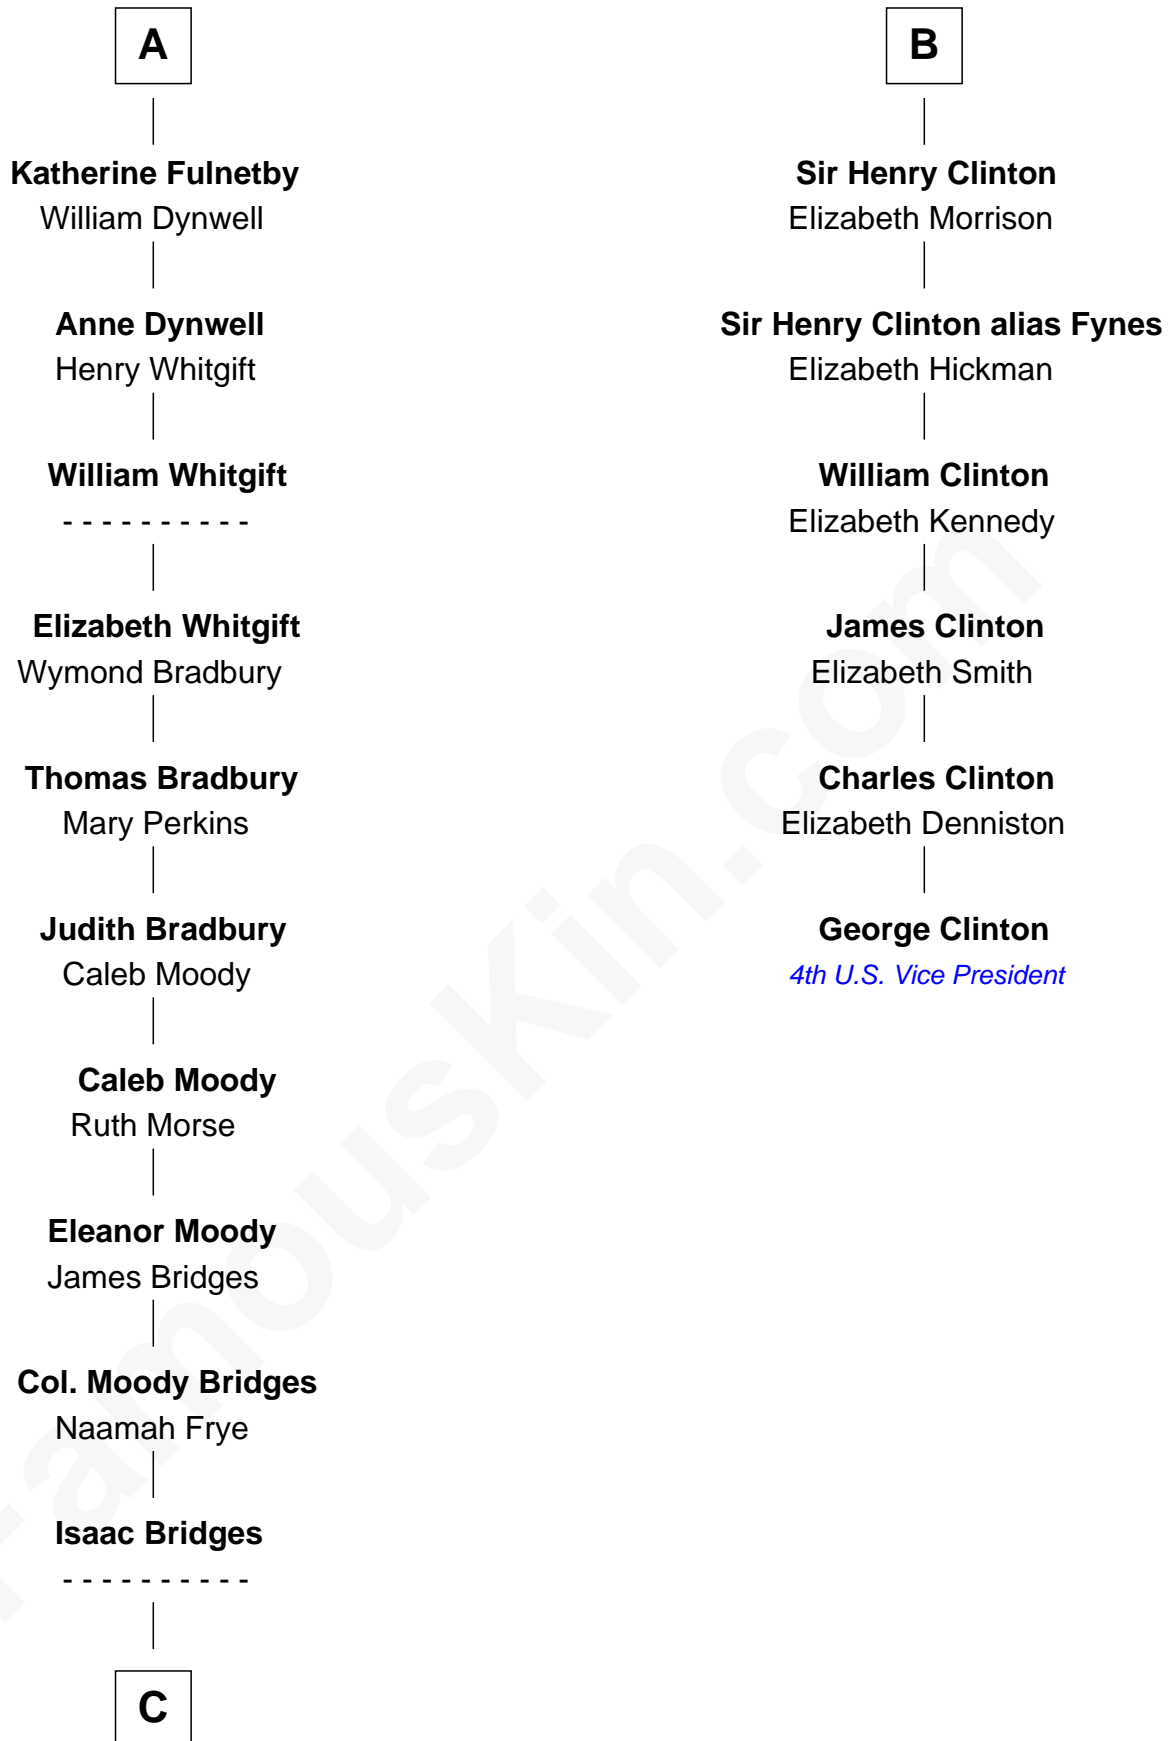 A
Katherine Fulnetby
William Dynwell
Anne Dynwell
Henry Whitgift
William Whitgift
- - - - - - - - - -
Elizabeth Whitgift
Wymond Bradbury
Thomas Bradbury
Mary Perkins
Judith Bradbury
Caleb Moody
Caleb Moody
Ruth Morse
Eleanor Moody
James Bridges
Col. Moody Bridges
Naamah Frye
Isaac Bridges
- - - - - - - - - -
C
B
Sir Henry Clinton
Elizabeth Morrison
Sir Henry Clinton alias Fynes
Elizabeth Hickman
William Clinton
Elizabeth Kennedy
James Clinton
Elizabeth Smith
Charles Clinton
Elizabeth Denniston
George Clinton
4th U.S. Vice President
FamousKin.com